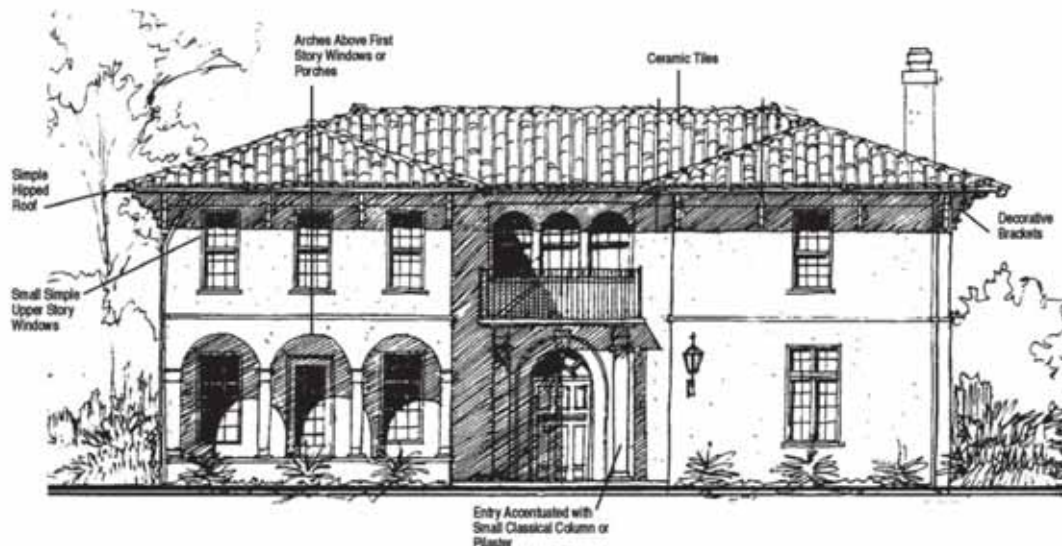 Arches Above First
Story Windows or
Porches
Ceramic Tiles
Simple
Hipped
Roof
Decorative
Brackets
Small Simple
Upper Story
Windows
Entry Accentuated with
Small Classical Column or
Pilaster